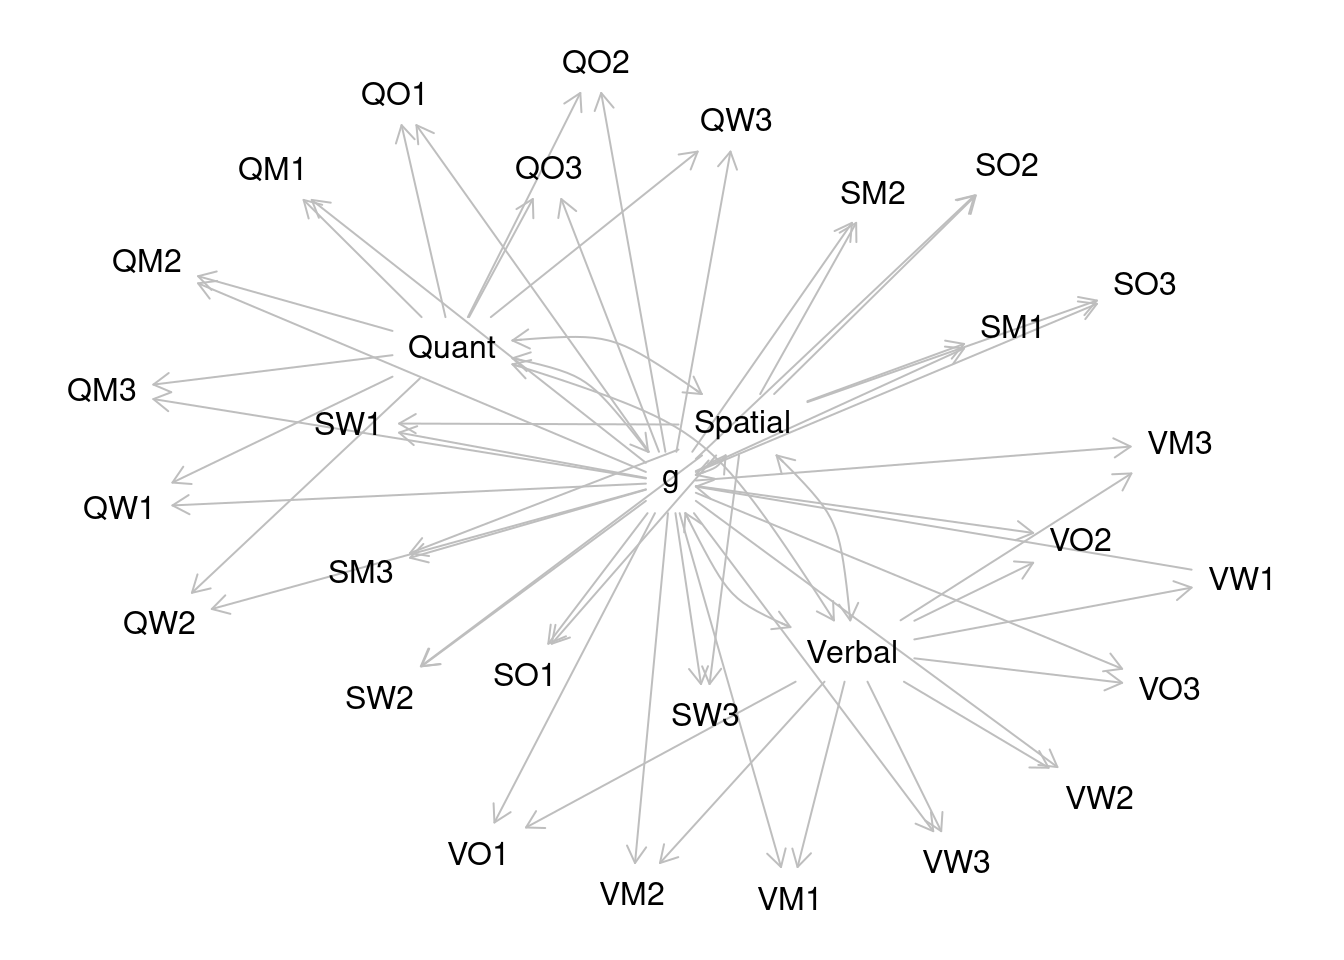 QO2
QO1
QW3
QO3
QM1
SO2
SM2
QM2
SO3
SM1
Quant
QM3
Spatial
SW1
VM3
g
QW1
VO2
SM3
VW1
QW2
Verbal
SO1
VO3
SW2
SW3
VW2
VO1
VW3
VM2
VM1